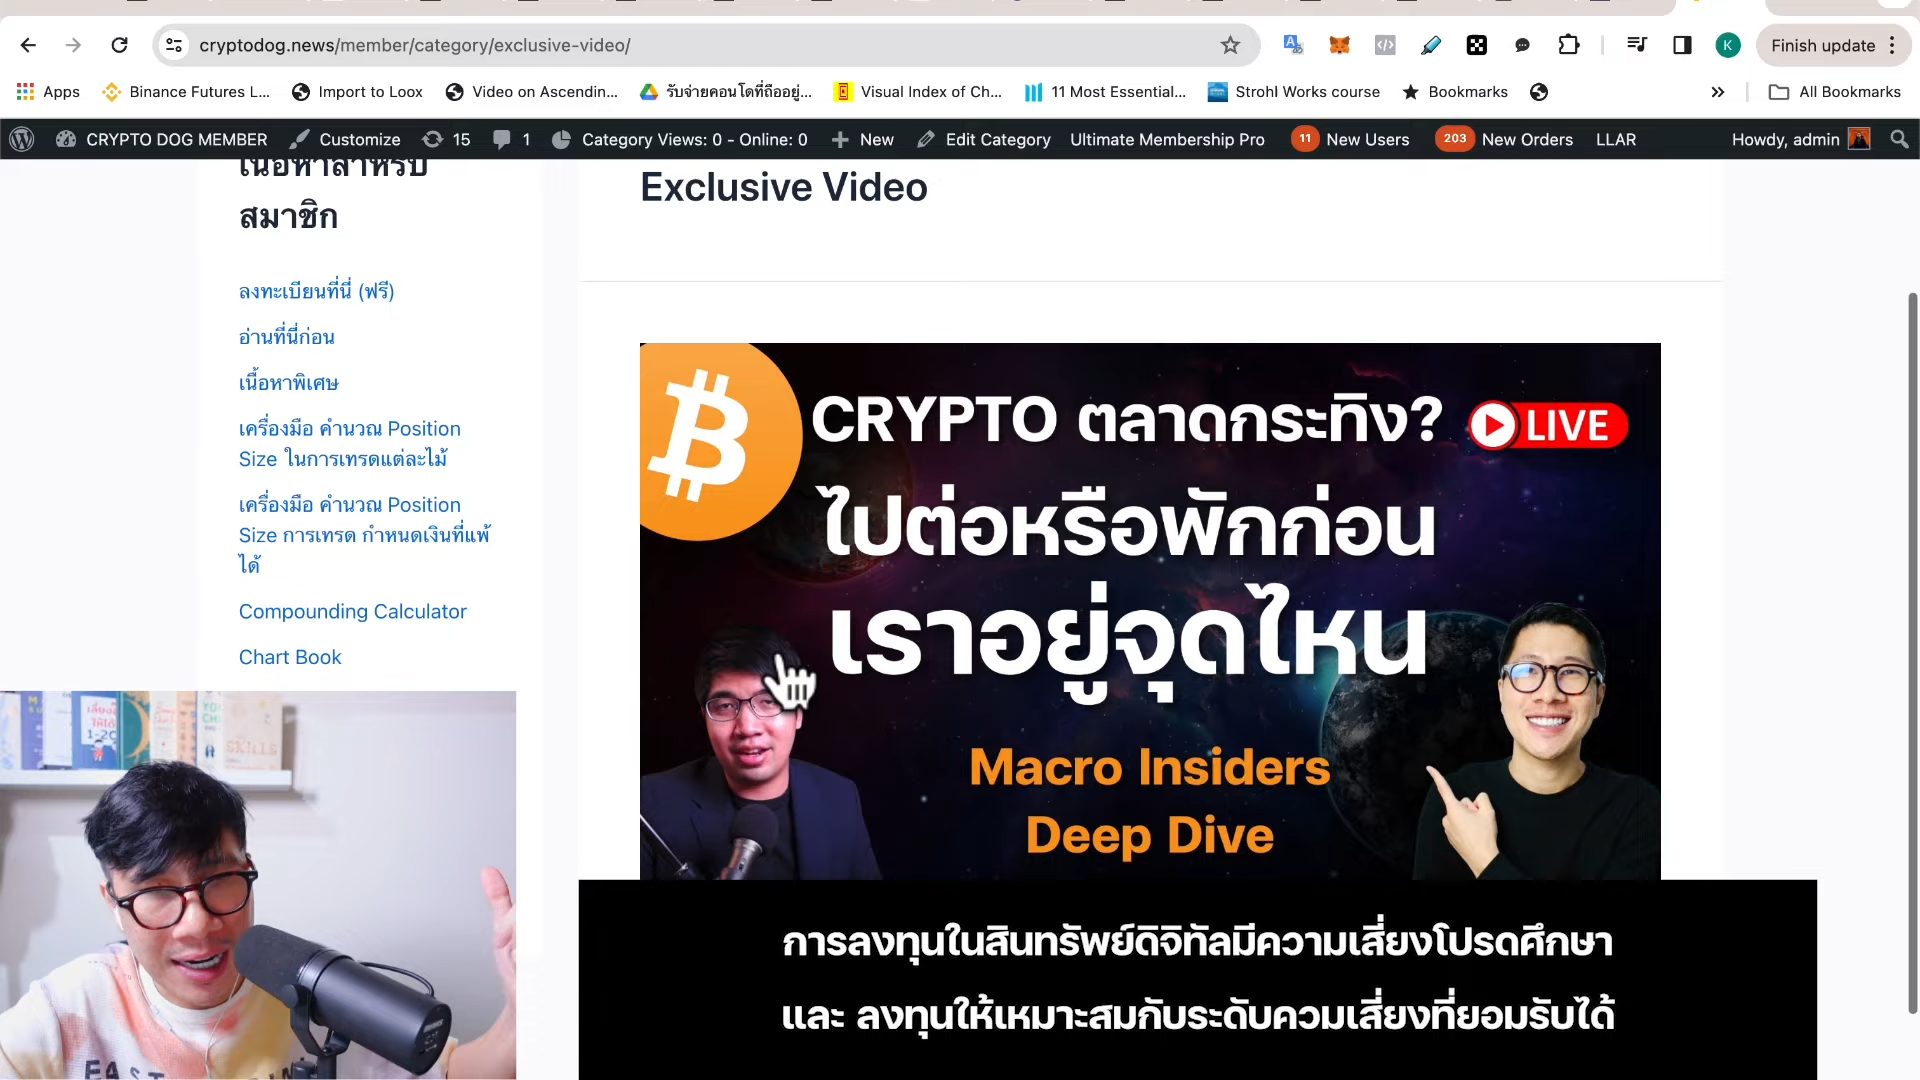 cryptodog.news/member/category/exclusive-video/
K
Finish update
Apps
Binance Futures L...
Import to Loox
Video on Ascendin...
รับจ่ายคอนโดที่ถืออยู่...
Visual Index of Ch...
11 Most Essential...
Strohl Works course
Bookmarks
»
All Bookmarks
CRYPTO DOG MEMBER
Customize
15
1
Category Views: 0 - Online: 0
New
Edit Category
Ultimate Membership Pro
11 New Users
203 New Orders
LLAR
Howdy, admin
เนื้อหาสำหรับ
สมาชิก
ลงทะเบียนที่นี่ (ฟรี)
อ่านที่นี่ก่อน
เนื้อหาพิเศษ
เครื่องมือ คำนวณ Position
Size ในการเทรดแต่ละไม้
เครื่องมือ คำนวณ Position
Size การเทรด กำหนดเงินที่แพ้
ได้
Compounding Calculator
Chart Book
Exclusive Video
CRYPTO ตลาดกระทิง?
LIVE
ไปต่อหรือพักก่อน
เราอยู่จุดไหน
Macro Insiders
Deep Dive
การลงทุนในสินทรัพย์ดิจิทัลมีความเสี่ยงโปรดศึกษา
และ ลงทุนให้เหมาะสมกับระดับควมเสี่ยงที่ยอมรับได้
SKILLS
1-20
EAST